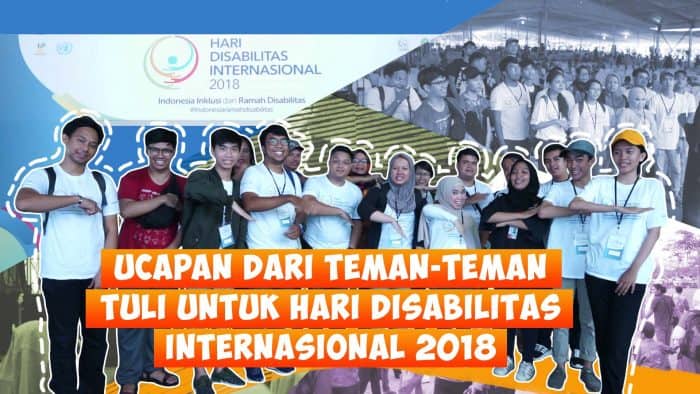 HARI
DISABILITAS
INTERNASIONAL
2018
Indonesia Inklusi dan Ramah Disabilitas
#indonesiaramahdisabilitas
UCAPAN DARI TEMAN-TEMAN
TULI UNTUK HARI DISABILITAS
INTERNASIONAL 2018